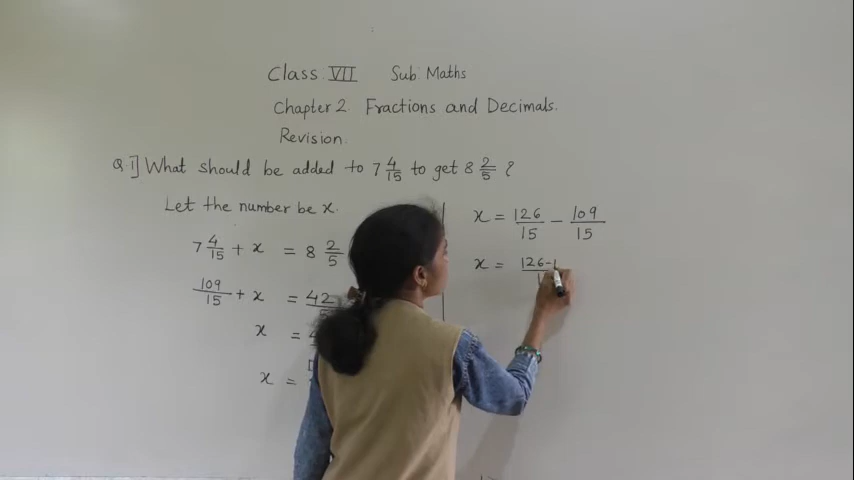 Class VII Sub Maths
Chapter 2 Fractions and Decimals.
Revision.
Q.1] What should be added to 7 4/15 to get 8 2/5 ?
Let the number be x.
7 4/15 + x = 8 2/5
109/15 + x = 42
x =
x =
x = 126/15 - 109/15
x = 126-